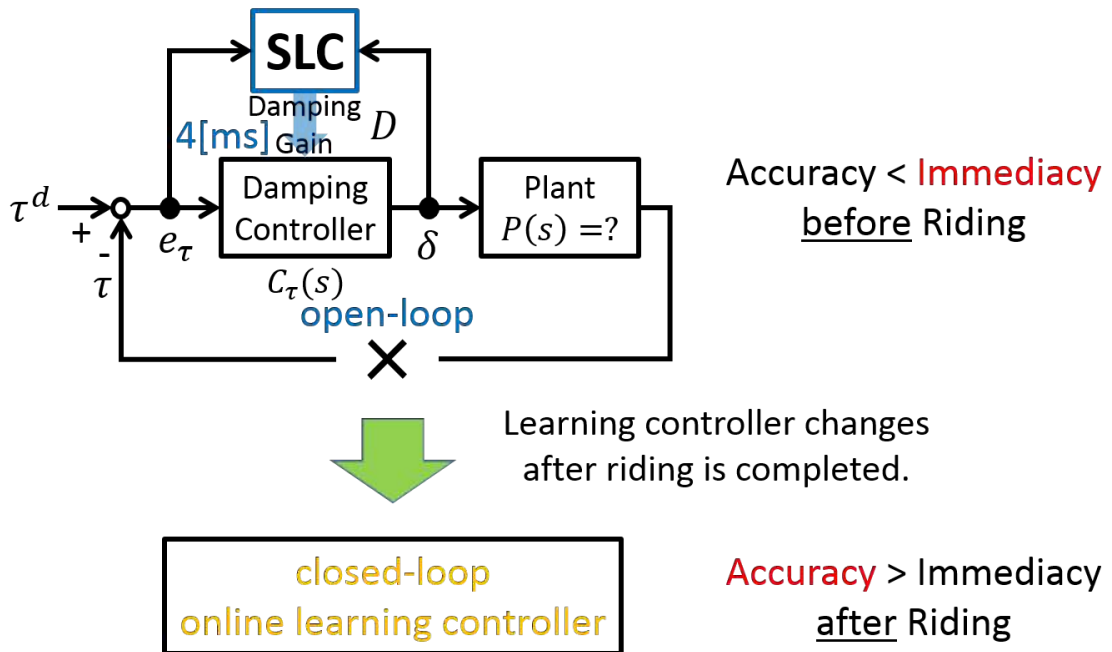 SLC
Damping
Gain
D
4[ms]
τ^d
+
-
τ
e_τ
Damping
Controller
C_τ(s)
δ
Plant
P(s) =?
open-loop
×
Accuracy < Immediacy
before Riding
Learning controller changes
after riding is completed.
closed-loop
online learning controller
Accuracy > Immediacy
after Riding